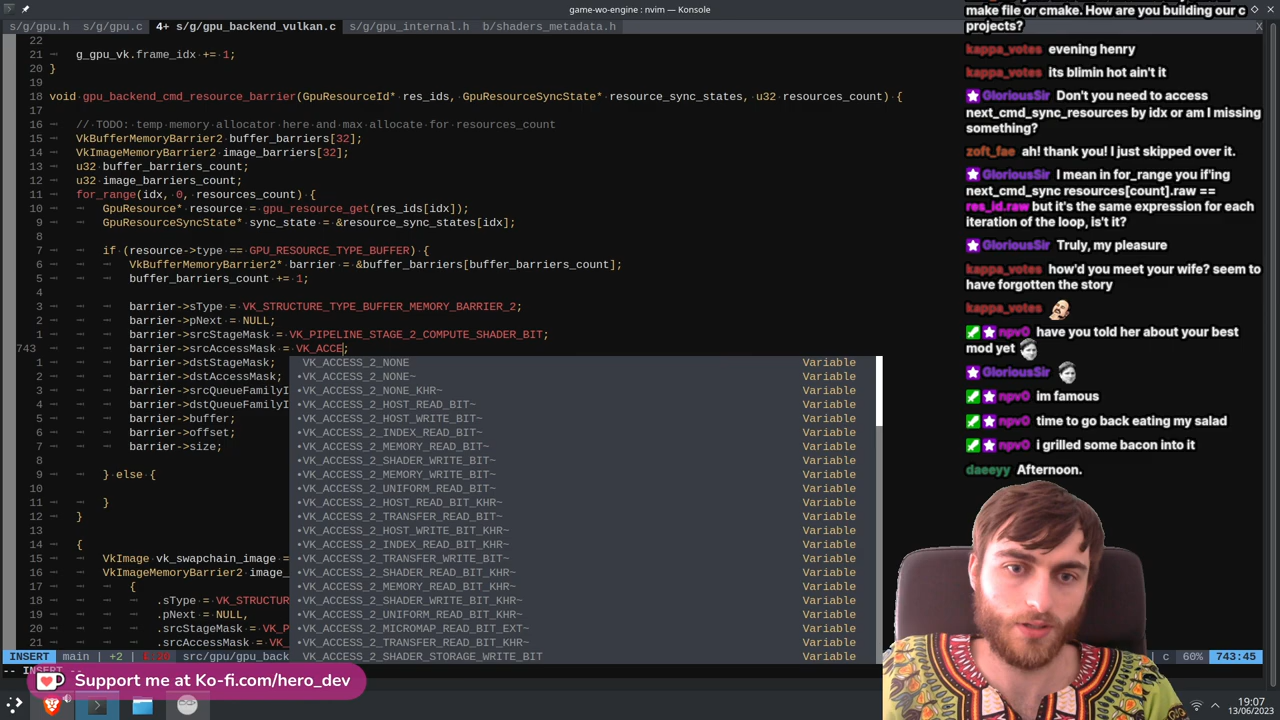 game-wo-engine : nvim — Konsole
s/g/gpu.h s/g/gpu.c 4+ s/g/gpu_backend_vulkan.c s/g/gpu_internal.h b/shaders_metadata.h X
22
21 g_gpu_vk.frame_idx += 1;
20 }
19
18 void gpu_backend_cmd_resource_barrier(GpuResourceId* res_ids, GpuResourceSyncState* resource_sync_states, u32 resources_count) {
17
16 // TODO: temp memory allocator here and max allocate for resources_count
15 VkBufferMemoryBarrier2 buffer_barriers[32];
14 VkImageMemoryBarrier2 image_barriers[32];
13 u32 buffer_barriers_count;
12 u32 image_barriers_count;
11 for_range(idx, 0, resources_count) {
10 GpuResource* resource = gpu_resource_get(res_ids[idx]);
9 GpuResourceSyncState* sync_state = &resource_sync_states[idx];
8
7 if (resource->type == GPU_RESOURCE_TYPE_BUFFER) {
6 VkBufferMemoryBarrier2* barrier = &buffer_barriers[buffer_barriers_count];
5 buffer_barriers_count += 1;
4
3 barrier->sType = VK_STRUCTURE_TYPE_BUFFER_MEMORY_BARRIER_2;
2 barrier->pNext = NULL;
1 barrier->srcStageMask = VK_PIPELINE_STAGE_2_COMPUTE_SHADER_BIT;
743 barrier->srcAccessMask = VK_ACCE;
1 barrier->dstStageMask;
2 barrier->dstAccessMask;
3 barrier->srcQueueFamilyI
4 barrier->dstQueueFamilyI
5 barrier->buffer;
6 barrier->offset;
7 barrier->size;
8
9 } else {
10
11 }
12 }
13
14 {
15 VkImage vk_swapchain_image =
16 VkImageMemoryBarrier2 image_
17 {
18 .sType = VK_STRUCTUR
19 .pNext = NULL,
20 .srcStageMask = VK_P
21 .srcAccessMask = VK_
VK_ACCESS_2_NONE Variable
•VK_ACCESS_2_NONE~ Variable
•VK_ACCESS_2_NONE_KHR~ Variable
•VK_ACCESS_2_HOST_READ_BIT~ Variable
•VK_ACCESS_2_HOST_WRITE_BIT~ Variable
•VK_ACCESS_2_INDEX_READ_BIT~ Variable
•VK_ACCESS_2_MEMORY_READ_BIT~ Variable
•VK_ACCESS_2_SHADER_WRITE_BIT~ Variable
•VK_ACCESS_2_MEMORY_WRITE_BIT~ Variable
•VK_ACCESS_2_UNIFORM_READ_BIT~ Variable
•VK_ACCESS_2_HOST_READ_BIT_KHR~ Variable
•VK_ACCESS_2_TRANSFER_READ_BIT~ Variable
•VK_ACCESS_2_HOST_WRITE_BIT_KHR~ Variable
•VK_ACCESS_2_INDEX_READ_BIT_KHR~ Variable
•VK_ACCESS_2_TRANSFER_WRITE_BIT~ Variable
•VK_ACCESS_2_SHADER_READ_BIT_KHR~ Variable
•VK_ACCESS_2_MEMORY_READ_BIT_KHR~ Variable
•VK_ACCESS_2_SHADER_WRITE_BIT_KHR~ Variable
•VK_ACCESS_2_UNIFORM_READ_BIT_KHR~ Variable
•VK_ACCESS_2_MICROMAP_READ_BIT_EXT~ Variable
•VK_ACCESS_2_TRANSFER_READ_BIT_KHR~ Variable
VK_ACCESS_2_SHADER_STORAGE_WRITE_BIT Variable
INSERT main | +2 | src/gpu/gpu_back | c 60% 743:45
-- INSERT --
Support me at Ko-fi.com/hero_dev
make file or cmake. How are you building our c
projects?
kappa_votes evening henry
kappa_votes its blimin hot ain't it
GloriousSir Don't you need to access
next_cmd_sync_resources by idx or am I missing
something?
zoft_fae ah! thank you! I just skipped over it.
GloriousSir I mean in for_range you if'ing
next_cmd_sync resources[count].raw ==
res_id.raw but it's the same expression for each
iteration of the loop, is't it?
GloriousSir Truly, my pleasure
kappa_votes how'd you meet your wife? seem to
have forgotten the story
kappa_votes
npv0 have you told her about your best
mod yet
GloriousSir
npv0 im famous
npv0 time to go back eating my salad
npv0 i grilled some bacon into it
daeeyy Afternoon.
19:07
13/06/2023